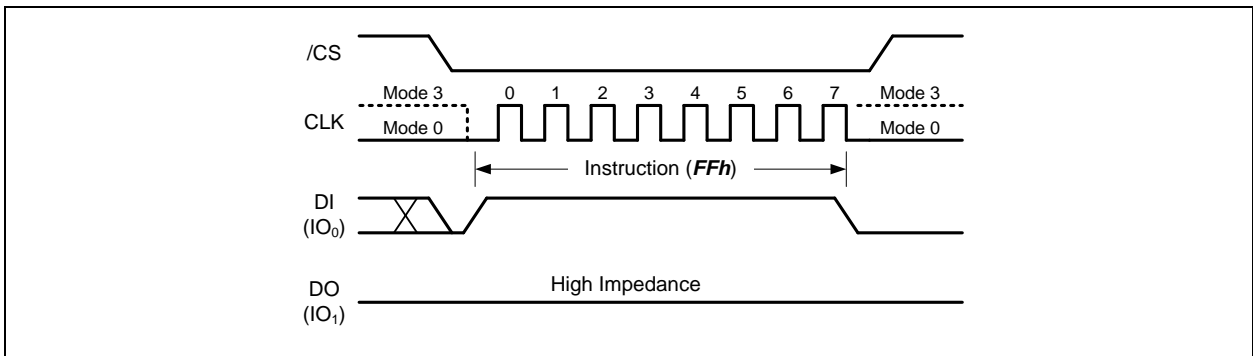 /CS
Mode 3 0 1 2 3 4 5 6 7 Mode 3
CLK
Mode 0 Mode 0
Instruction (FFh)
DI
(IO₀)
High Impedance
DO
(IO₁)